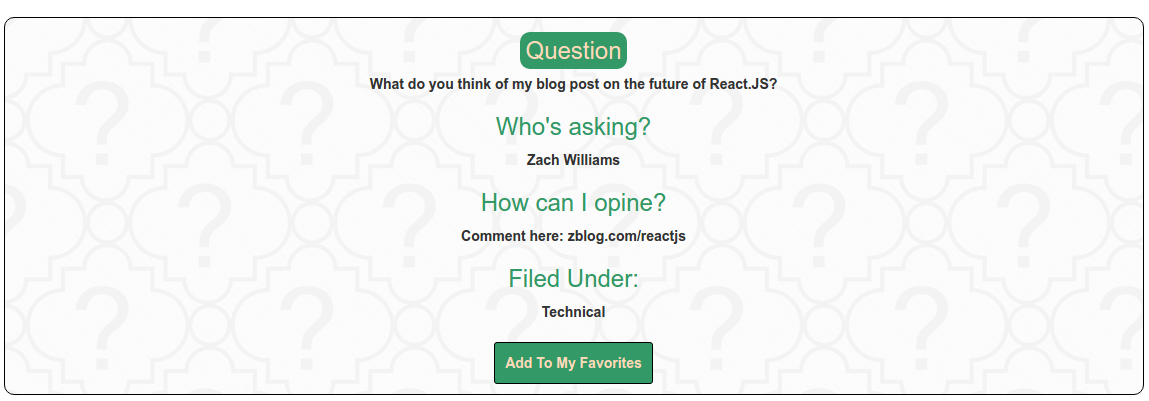 Question
What do you think of my blog post on the future of React.JS?
Who's asking?
Zach Williams
How can I opine?
Comment here: zblog.com/reactjs
Filed Under:
Technical
Add To My Favorites